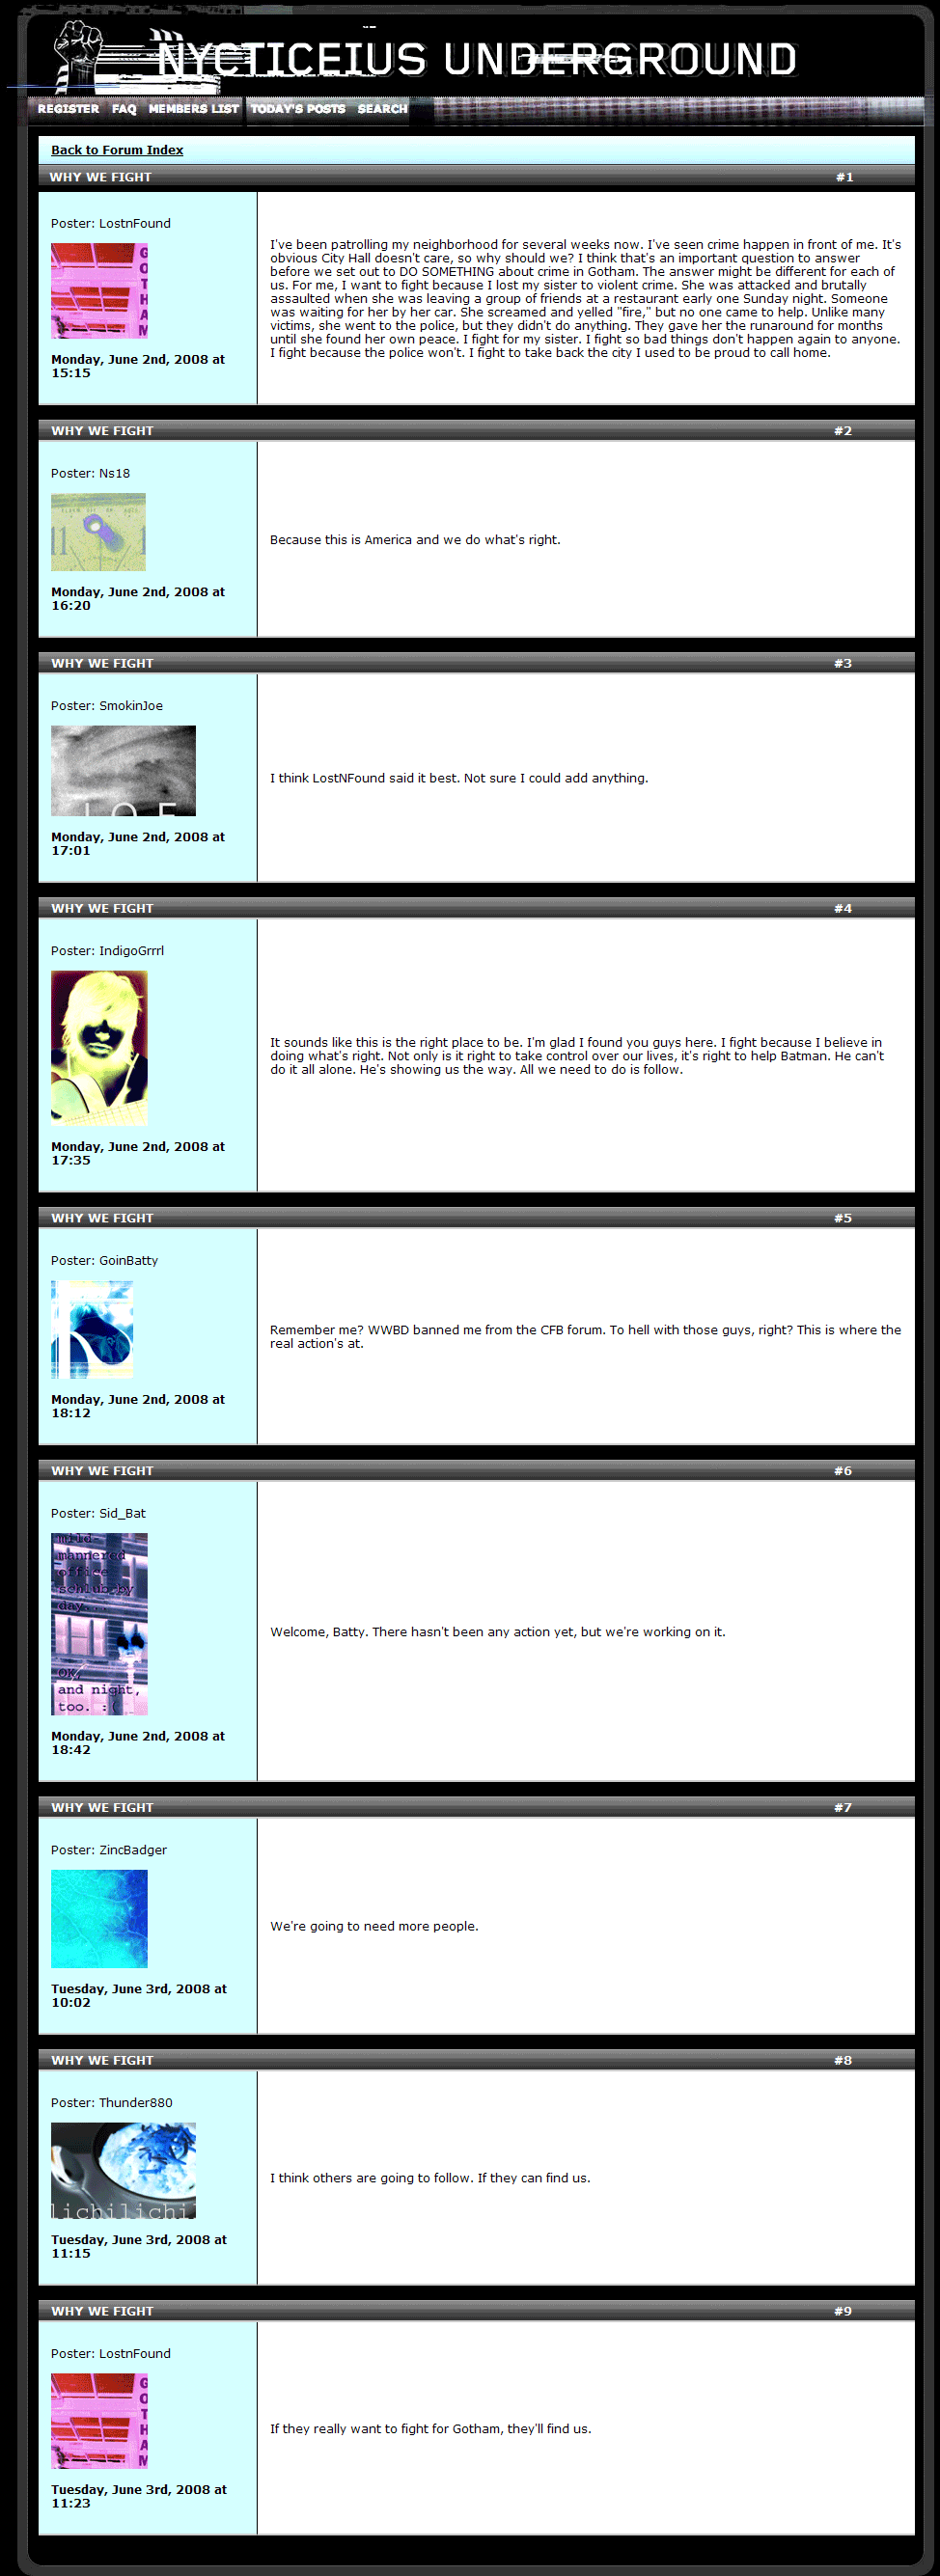 NYCTICEIUS UNDERGROUND
REGISTER FAQ MEMBERS LIST TODAY'S POSTS SEARCH
Back to Forum Index
WHY WE FIGHT #1
Poster: LostnFound
GOTHAM
Monday, June 2nd, 2008 at
15:15
I've been patrolling my neighborhood for several weeks now. I've seen crime happen in front of me. It's
obvious City Hall doesn't care, so why should we? I think that's an important question to answer
before we set out to DO SOMETHING about crime in Gotham. The answer might be different for each of
us. For me, I want to fight because I lost my sister to violent crime. She was attacked and brutally
assaulted when she was leaving a group of friends at a restaurant early one Sunday night. Someone
was waiting for her by her car. She screamed and yelled "fire," but no one came to help. Unlike many
victims, she went to the police, but they didn't do anything. They gave her the runaround for months
until she found her own peace. I fight for my sister. I fight so bad things don't happen again to anyone.
I fight because the police won't. I fight to take back the city I used to be proud to call home.
WHY WE FIGHT #2
Poster: Ns18
11 1
Monday, June 2nd, 2008 at
16:20
Because this is America and we do what's right.
WHY WE FIGHT #3
Poster: SmokinJoe
JOE
Monday, June 2nd, 2008 at
17:01
I think LostNFound said it best. Not sure I could add anything.
WHY WE FIGHT #4
Poster: IndigoGrrrl
Monday, June 2nd, 2008 at
17:35
It sounds like this is the right place to be. I'm glad I found you guys here. I fight because I believe in
doing what's right. Not only is it right to take control over our lives, it's right to help Batman. He can't
do it all alone. He's showing us the way. All we need to do is follow.
WHY WE FIGHT #5
Poster: GoinBatty
Monday, June 2nd, 2008 at
18:12
Remember me? WWBD banned me from the CFB forum. To hell with those guys, right? This is where the
real action's at.
WHY WE FIGHT #6
Poster: Sid_Bat
mild-
mannered
office
schlub by
day...
OK,
and night,
too. :(
Monday, June 2nd, 2008 at
18:42
Welcome, Batty. There hasn't been any action yet, but we're working on it.
WHY WE FIGHT #7
Poster: ZincBadger
Tuesday, June 3rd, 2008 at
10:02
We're going to need more people.
WHY WE FIGHT #8
Poster: Thunder880
lichilichil
Tuesday, June 3rd, 2008 at
11:15
I think others are going to follow. If they can find us.
WHY WE FIGHT #9
Poster: LostnFound
GOTHAM
Tuesday, June 3rd, 2008 at
11:23
If they really want to fight for Gotham, they'll find us.